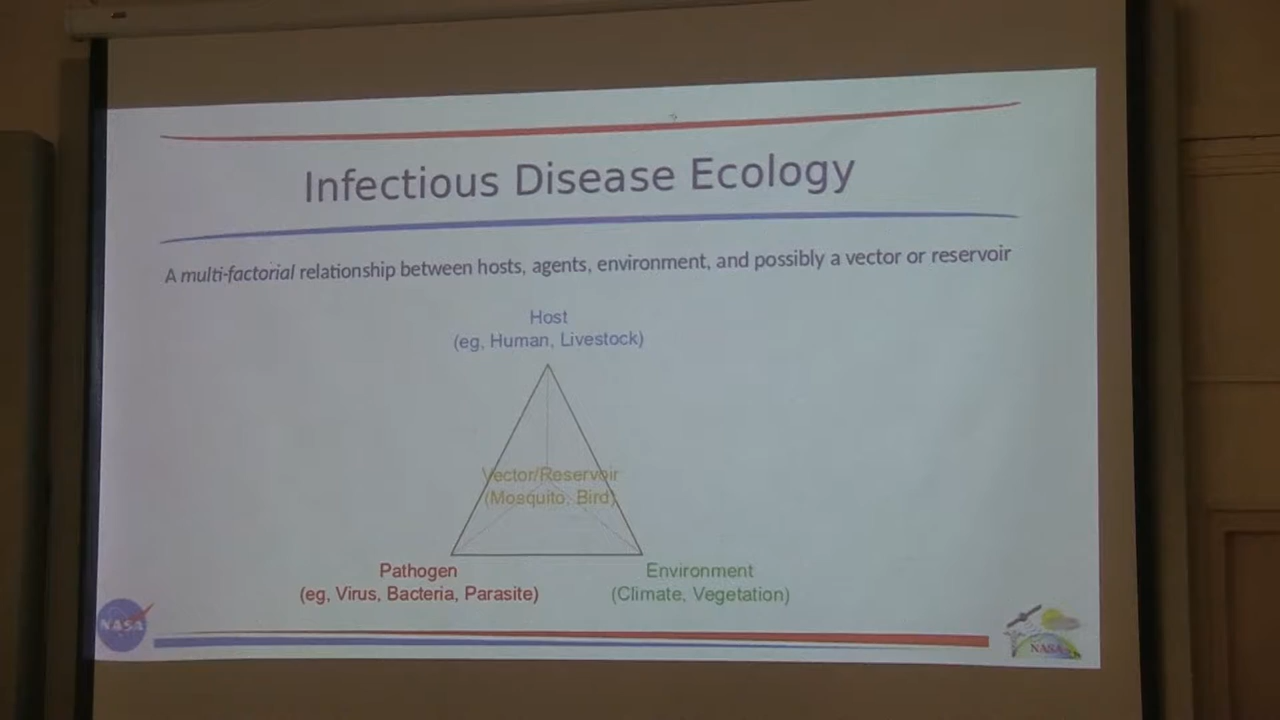 Infectious Disease Ecology
A multi-factorial relationship between hosts, agents, environment, and possibly a vector or reservoir
Host
(eg, Human, Livestock)
Vector/Reservoir
(Mosquito, Bird)
Pathogen
(eg, Virus, Bacteria, Parasite)
Environment
(Climate, Vegetation)
NASA
NASA